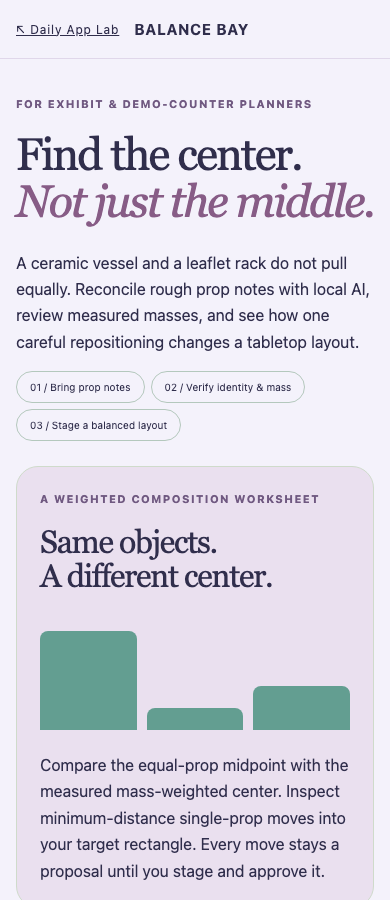 ↖ Daily App Lab BALANCE BAY
FOR EXHIBIT & DEMO-COUNTER PLANNERS
Find the center.
Not just the middle.
A ceramic vessel and a leaflet rack do not pull
equally. Reconcile rough prop notes with local AI,
review measured masses, and see how one
careful repositioning changes a tabletop layout.
01 / Bring prop notes
02 / Verify identity & mass
03 / Stage a balanced layout
A WEIGHTED COMPOSITION WORKSHEET
Same objects.
A different center.
Compare the equal-prop midpoint with the
measured mass-weighted center. Inspect
minimum-distance single-prop moves into
your target rectangle. Every move stays a
proposal until you stage and approve it.